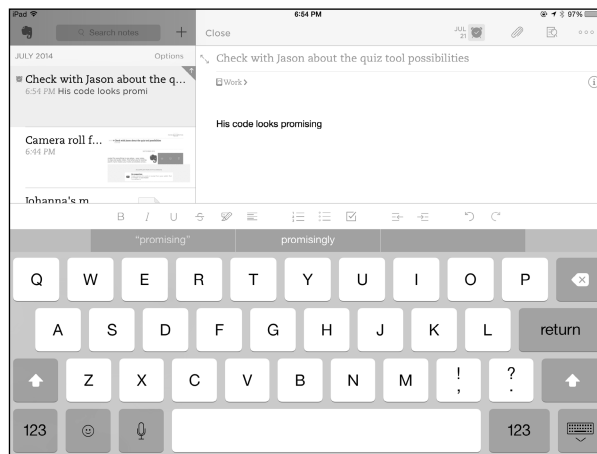 iPad 6:54 PM 97%
Search notes + Close JUL 21
JULY 2014 Options
Check with Jason about the quiz tool possibilities
Check with Jason about the q...
6:54 PM His code looks promi
Work >
His code looks promising
Camera roll f...
6:44 PM
Johanna's m
B I U S
"promising" promisingly
Q W E R T Y U I O P
A S D F G H J K L return
Z X C V B N M ! , ? .
123 123